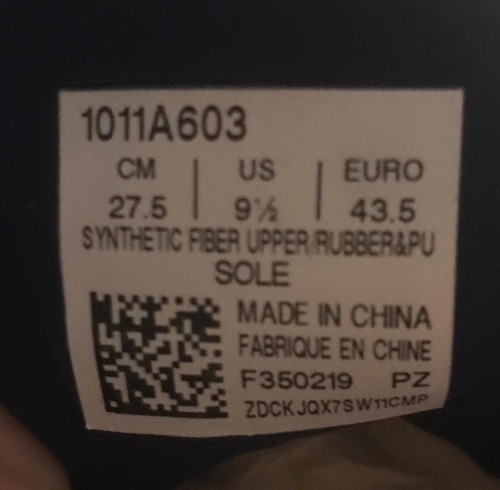 1011A603
CM | US | EURO
27.5 | 9½ | 43.5
SYNTHETIC FIBER UPPER/RUBBER&PU
SOLE
MADE IN CHINA
FABRIQUE EN CHINE
F350219 PZ
ZDCKJQX7SW11CMP